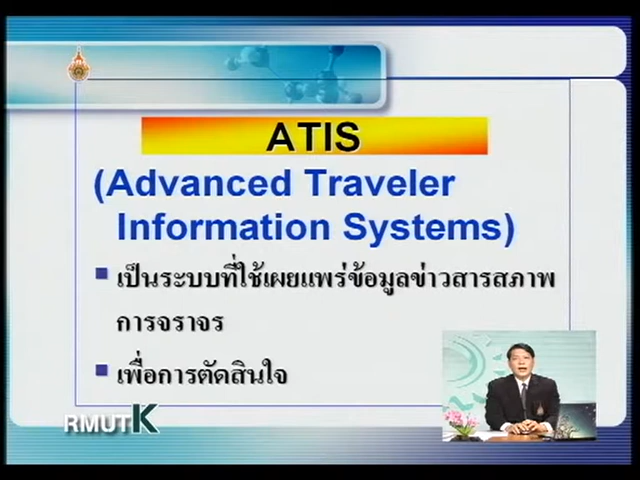 ATIS
(Advanced Traveler
Information Systems)
เป็นระบบที่ใช้เผยแพร่ข้อมูลข่าวสารสภาพ
การจราจร
เพื่อการตัดสินใจ
RMUTK